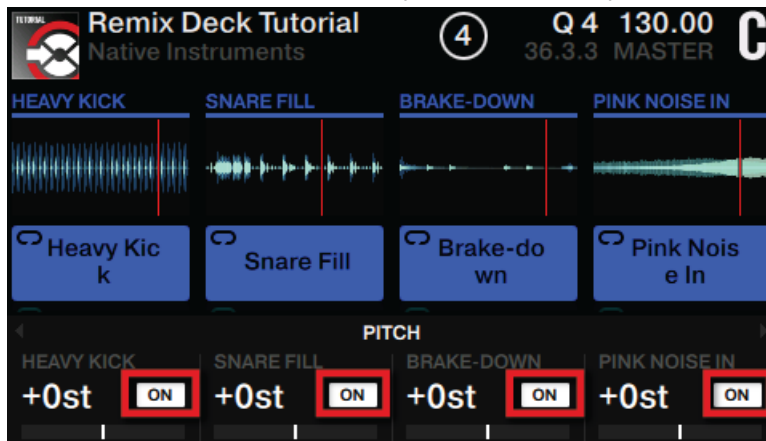 Remix Deck Tutorial
Native Instruments
4
Q 4 130.00
36.3.3 MASTER
C
HEAVY KICK SNARE FILL BRAKE-DOWN PINK NOISE IN
Heavy Kic
k
Snare Fill
Brake-do
wn
Pink Nois
e In
PITCH
HEAVY KICK SNARE FILL BRAKE-DOWN PINK NOISE IN
+0st ON +0st ON +0st ON +0st ON